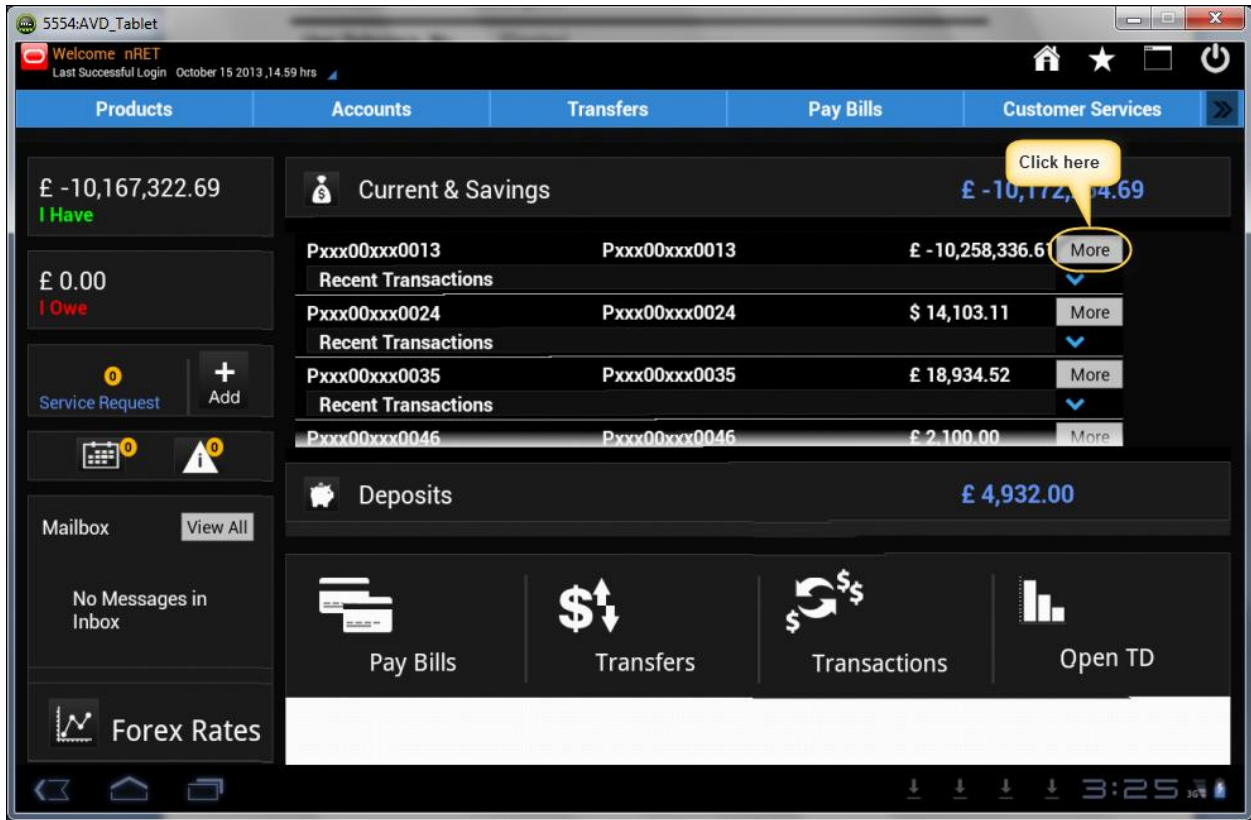 5554:AVD_Tablet
Welcome nRET
Last Successful Login October 15 2013 ,14.59 hrs
Products Accounts Transfers Pay Bills Customer Services
Click here
£ -10,167,322.69
I Have
Current & Savings
Pxxx00xxx0013 Pxxx00xxx0013 £ -10,258,336.61 More
Recent Transactions
£ 0.00
I Owe
Pxxx00xxx0024 Pxxx00xxx0024 $ 14,103.11 More
Recent Transactions
0
Service Request
Add
Pxxx00xxx0035 Pxxx00xxx0035 £ 18,934.52 More
Recent Transactions
0 0
Pxxx00xxx0046 Pxxx00xxx0046 £ 2,100.00 More
Deposits £ 4,932.00
Mailbox View All
No Messages in
Inbox
Pay Bills Transfers Transactions Open TD
Forex Rates
3:25 3G